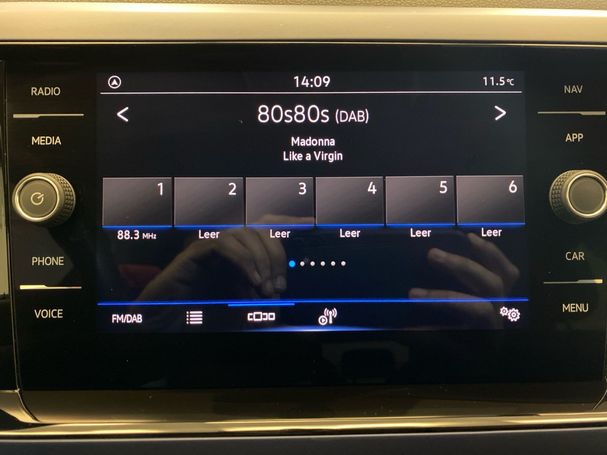 14:09
11.5°C
RADIO
NAV
80s80s (DAB)
MEDIA
APP
Madonna
Like a Virgin
1 2 3 4 5 6
88.3 MHz Leer Leer Leer Leer Leer
PHONE
CAR
VOICE
FM/DAB
MENU